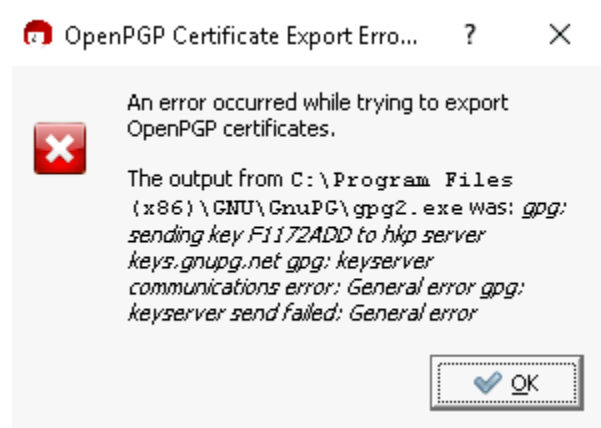 OpenPGP Certificate Export Erro... ? ×
An error occurred while trying to export
OpenPGP certificates.
The output from C:\Program Files
(x86)\GNU\GnuPG\gpg2.exe was: gpg:
sending key F1172ADD to hkp server
keys.gnupg.net gpg: keyserver
communications error: General error gpg:
keyserver send failed: General error
OK